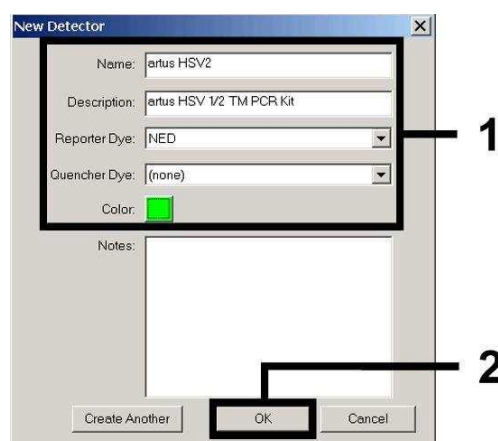 New Detector
Name: artus HSV2
Description: artus HSV 1/2 TM PCR Kit
Reporter Dye: NED
1
Quencher Dye: (none)
Color:
Notes:
2
Create Another OK Cancel